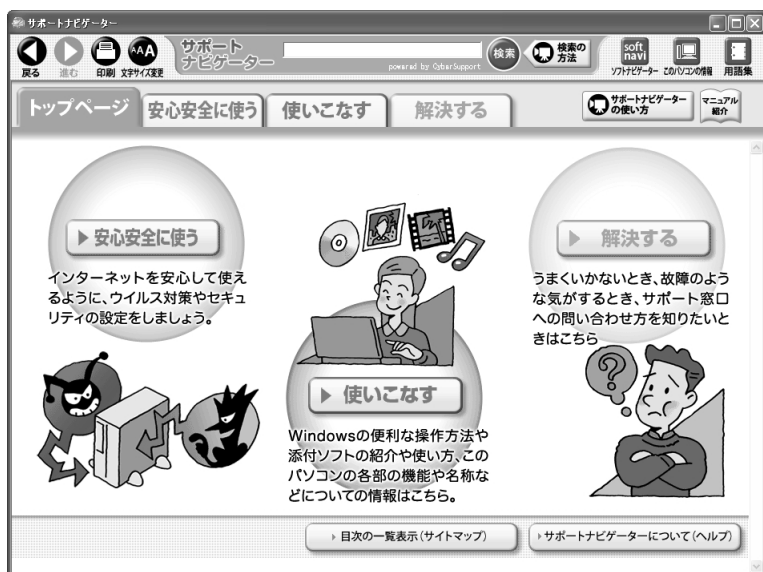 サポートナビゲーター
戻る 進む 印刷 文字サイズ変更
サポート
ナビゲーター
powered by CyberSupport
検索
検索の
方法
soft
navi
ソフトナビゲーター このパソコンの情報 用語集
トップページ 安心安全に使う 使いこなす 解決する
サポートナビゲーター
の使い方
マニュアル
紹介
安心安全に使う
インターネットを安心して使え
るように、ウイルス対策やセキュ
リティの設定をしましょう。
使いこなす
Windowsの便利な操作方法や
添付ソフトの紹介や使い方、この
パソコンの各部の機能や名称な
どについての情報はこちら。
解決する
うまくいかないとき、故障のよう
な気がするとき、サポート窓口
への問い合わせ方を知りたいと
きはこちら
?
目次の一覧表示(サイトマップ)
サポートナビゲーターについて(ヘルプ)